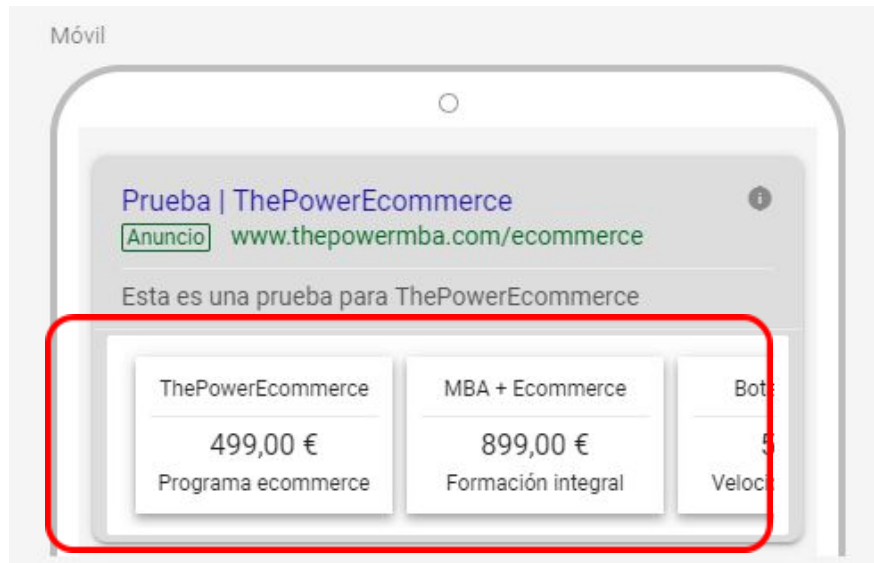 Móvil
Prueba | ThePowerEcommerce
Anuncio www.thepowermba.com/ecommerce
Esta es una prueba para ThePowerEcommerce
ThePowerEcommerce MBA + Ecommerce
499,00 € 899,00 €
Programa ecommerce Formación integral